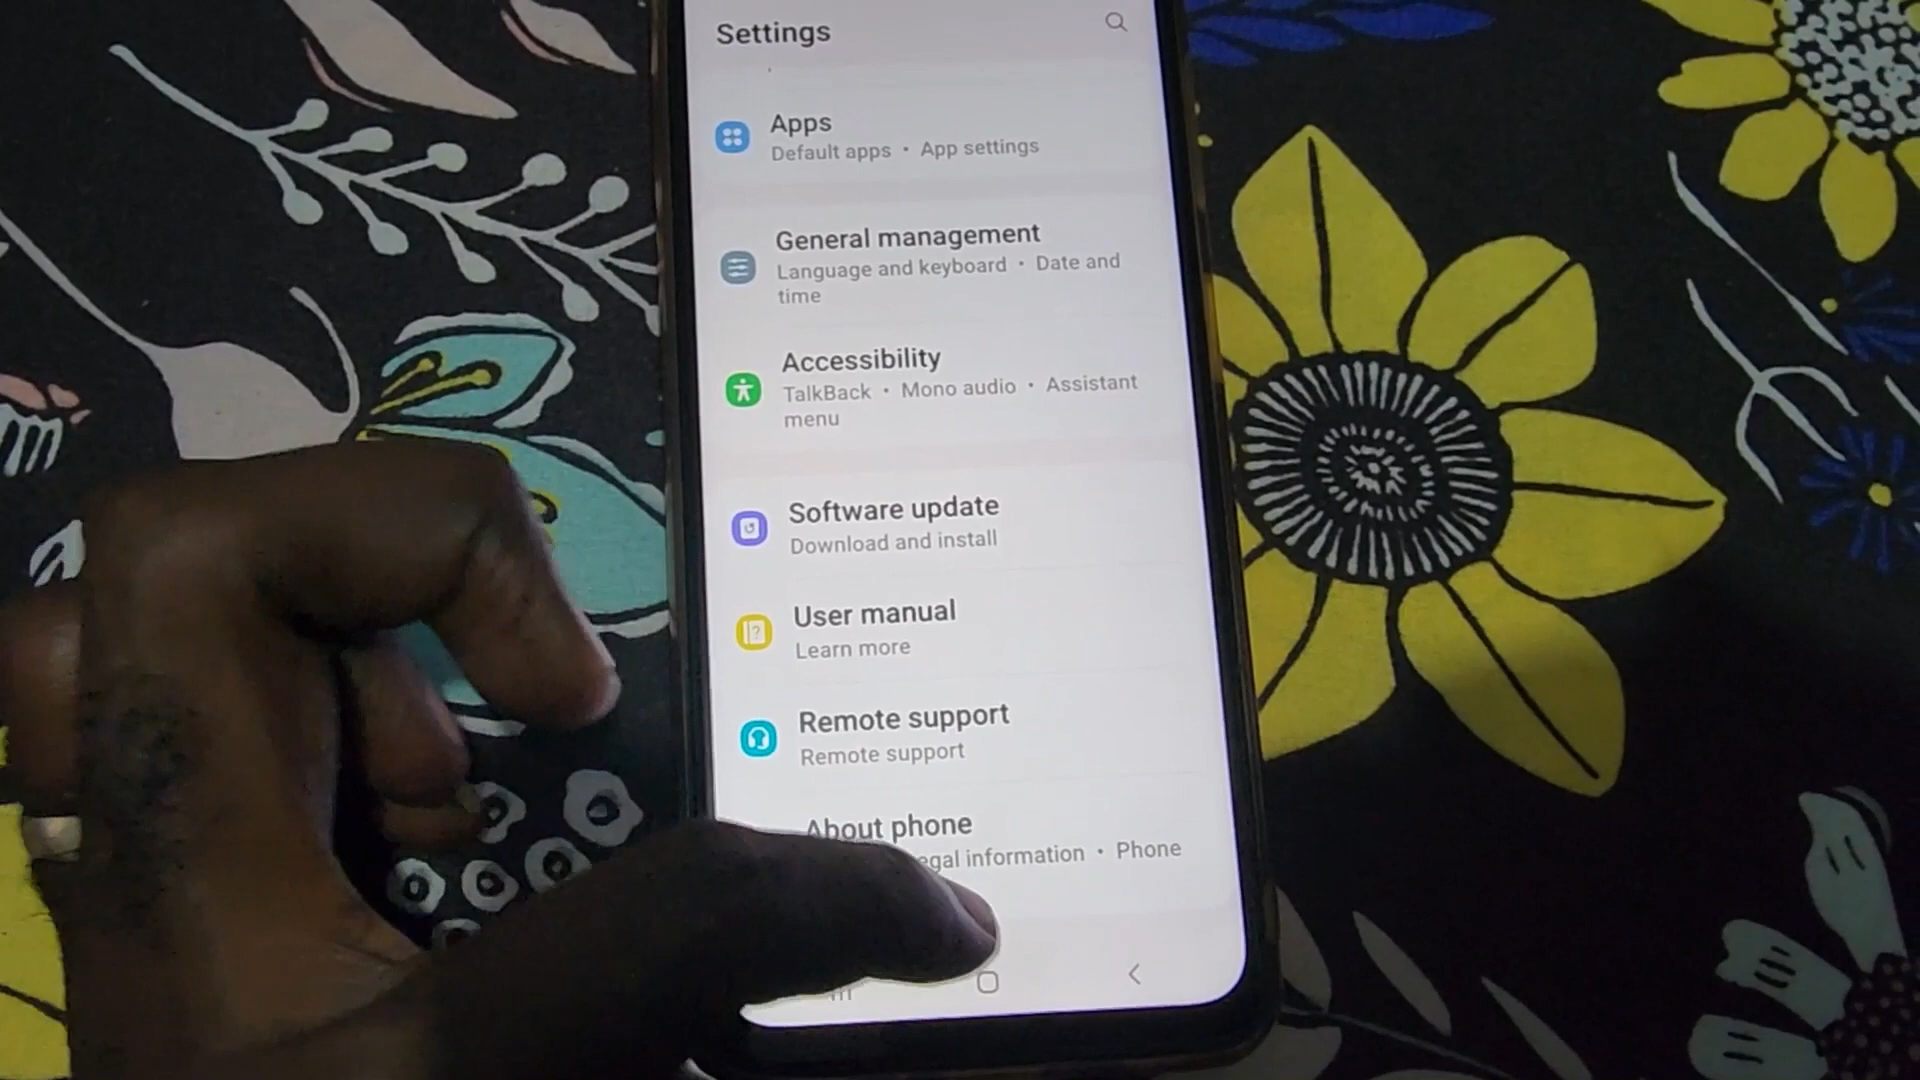 Settings
Apps
Default apps • App settings
General management
Language and keyboard • Date and
time
Accessibility
TalkBack • Mono audio • Assistant
menu
Software update
Download and install
User manual
Learn more
Remote support
Remote support
About phone
information • Phone